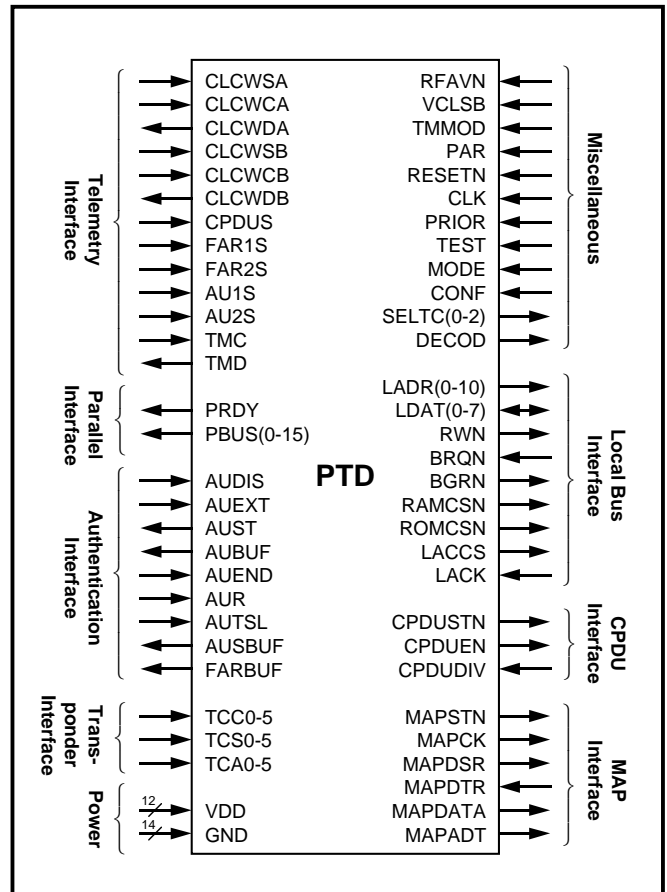 Telemetry
Interface
CLCWSA
CLCWCA
CLCWDA
CLCWSB
CLCWCB
CLCWDB
CPDUS
FAR1S
FAR2S
AU1S
AU2S
TMC
TMD
Parallel
Interface
PRDY
PBUS(0-15)
Authentication
Interface
AUDIS
AUEXT
AUST
AUBUF
AUEND
AUR
AUTSL
AUSBUF
FARBUF
Trans-
ponder
Interface
TCC0-5
TCS0-5
TCA0-5
Power
12
VDD
14
GND
PTD
RFAVN
VCLSB
TMMOD
PAR
RESETN
CLK
PRIOR
TEST
MODE
CONF
SELTC(0-2)
DECOD
Miscellaneous
LADR(0-10)
LDAT(0-7)
RWN
BRQN
BGRN
RAMCSN
ROMCSN
LACCS
LACK
Local Bus
Interface
CPDUSTN
CPDUEN
CPDUDIV
CPDU
Interface
MAPSTN
MAPCK
MAPDSR
MAPDTR
MAPDATA
MAPADT
MAP
Interface